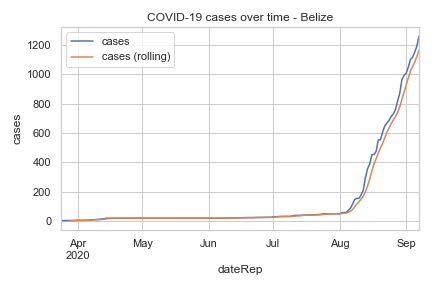 COVID-19 cases over time - Belize
cases
cases (rolling)
1200
1000
800
600
400
200
0
cases
Apr
2020
May
Jun
Jul
Aug
Sep
dateRep